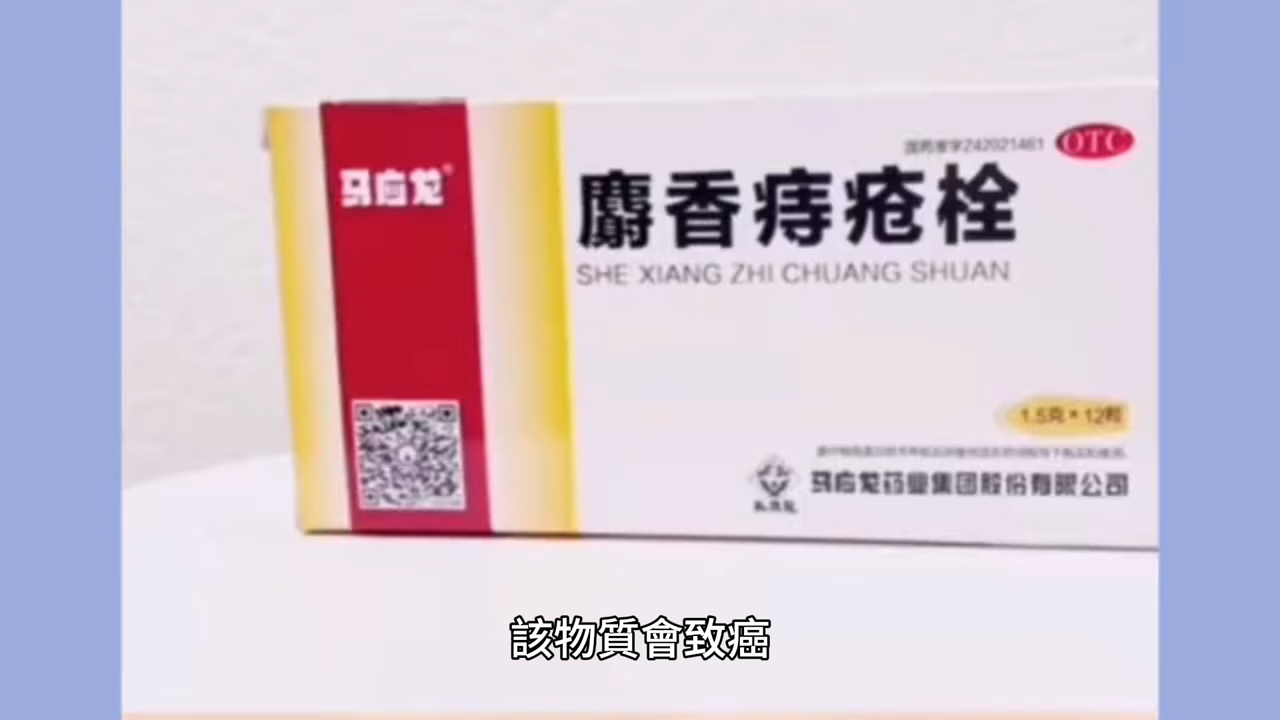 国药准字Z42021461 OTC
马应龙®
麝香痔疮栓
SHE XIANG ZHI CHUANG SHUAN
1.5克*12粒
马应龙药业集团股份有限公司
該物質會致癌